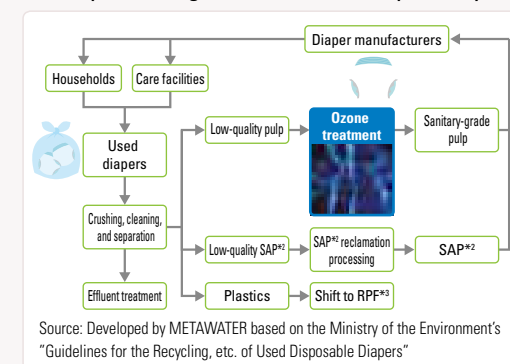 Diaper manufacturers
Households
Care facilities
Used
diapers
Low-quality pulp
Ozone
treatment
Sanitary-grade
pulp
Crushing, cleaning,
and separation
Low-quality SAP*2
SAP*2 reclamation
processing
SAP*2
Effluent treatment
Plastics
Shift to RPF*3
Source: Developed by METAWATER based on the Ministry of the Environment’s
“Guidelines for the Recycling, etc. of Used Disposable Diapers”